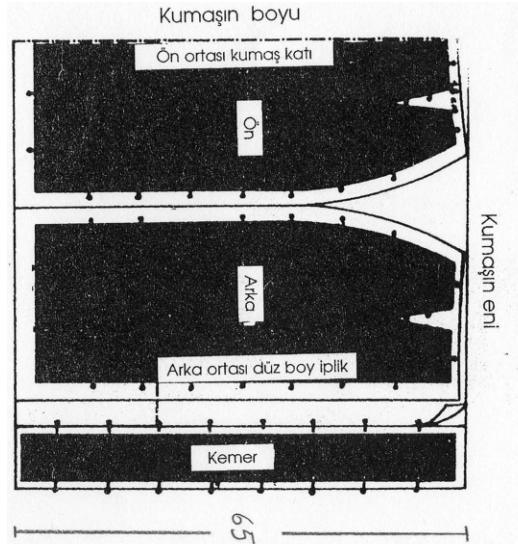 Kumaşın boyu
Ön ortası kumaş katı
Ön
Kumaşın eni
Arka
Arka ortası düz boy iplik
Kemer
65